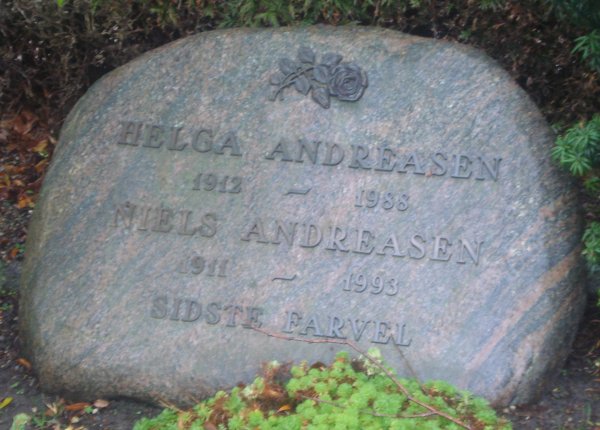 HELGA ANDREASEN
1912 ~ 1988
NIELS ANDREASEN
1911 ~ 1993
SIDSTE FARVEL